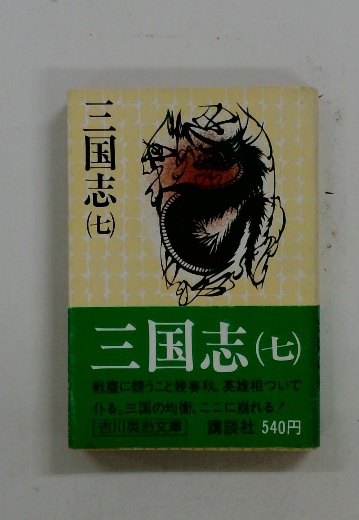 三国志
(七)
三国志(七)
戦塵に競うこと幾春秋、英雄相ついで
仆る。三国の均衡、ここに崩れる!
吉川英治文庫 講談社 540円